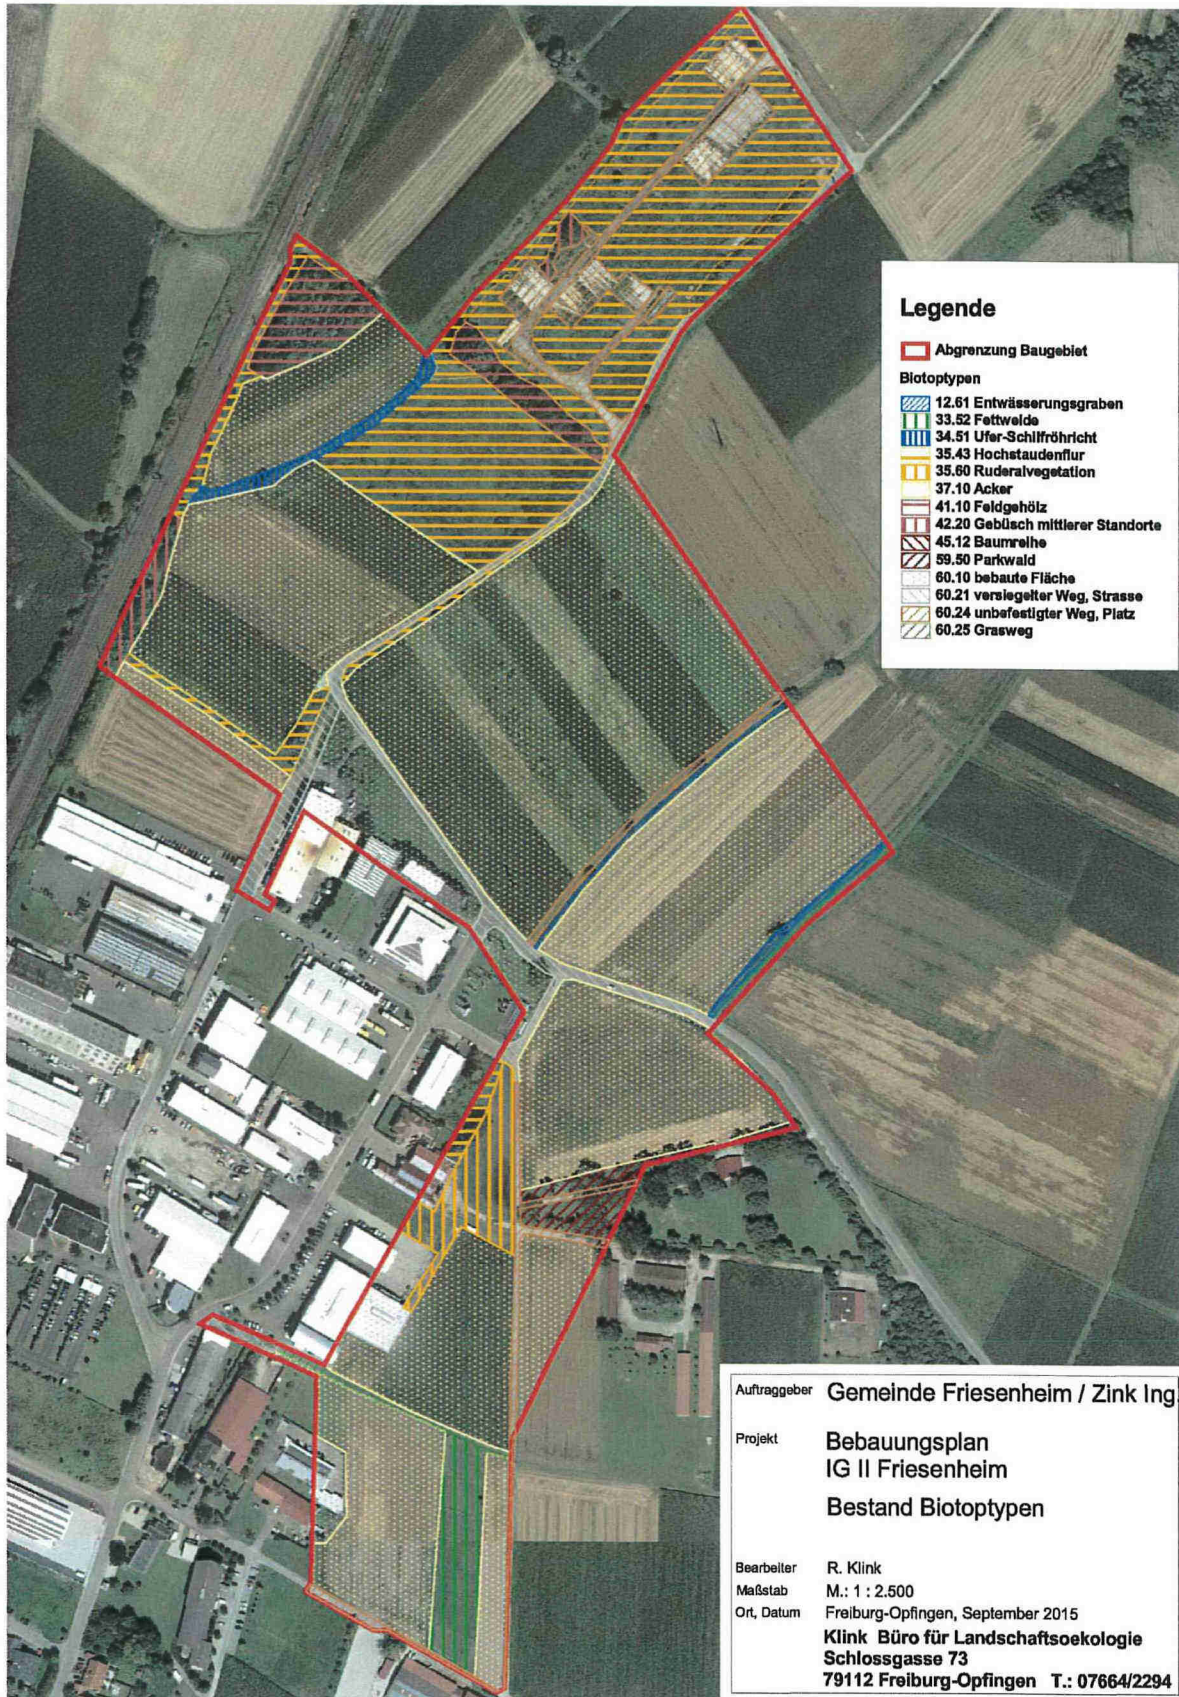 Legende
Abgrenzung Baugebiet
Biotoptypen
12.61 Entwässerungsgraben
33.52 Fettweide
34.51 Ufer-Schilfröhricht
35.43 Hochstaudenflur
35.60 Ruderalvegetation
37.10 Acker
41.10 Feldgehölz
42.20 Gebüsch mittlerer Standorte
45.12 Baumreihe
59.50 Parkwald
60.10 bebaute Fläche
60.21 versiegelter Weg, Strasse
60.24 unbefestigter Weg, Platz
60.25 Grasweg
Auftraggeber Gemeinde Friesenheim / Zink Ing.
Projekt Bebauungsplan
IG II Friesenheim
Bestand Biotoptypen
Bearbeiter R. Klink
Maßstab M.: 1 : 2.500
Ort, Datum Freiburg-Opfingen, September 2015
Klink Büro für Landschaftsoekologie
Schlossgasse 73
79112 Freiburg-Opfingen T.: 07664/2294